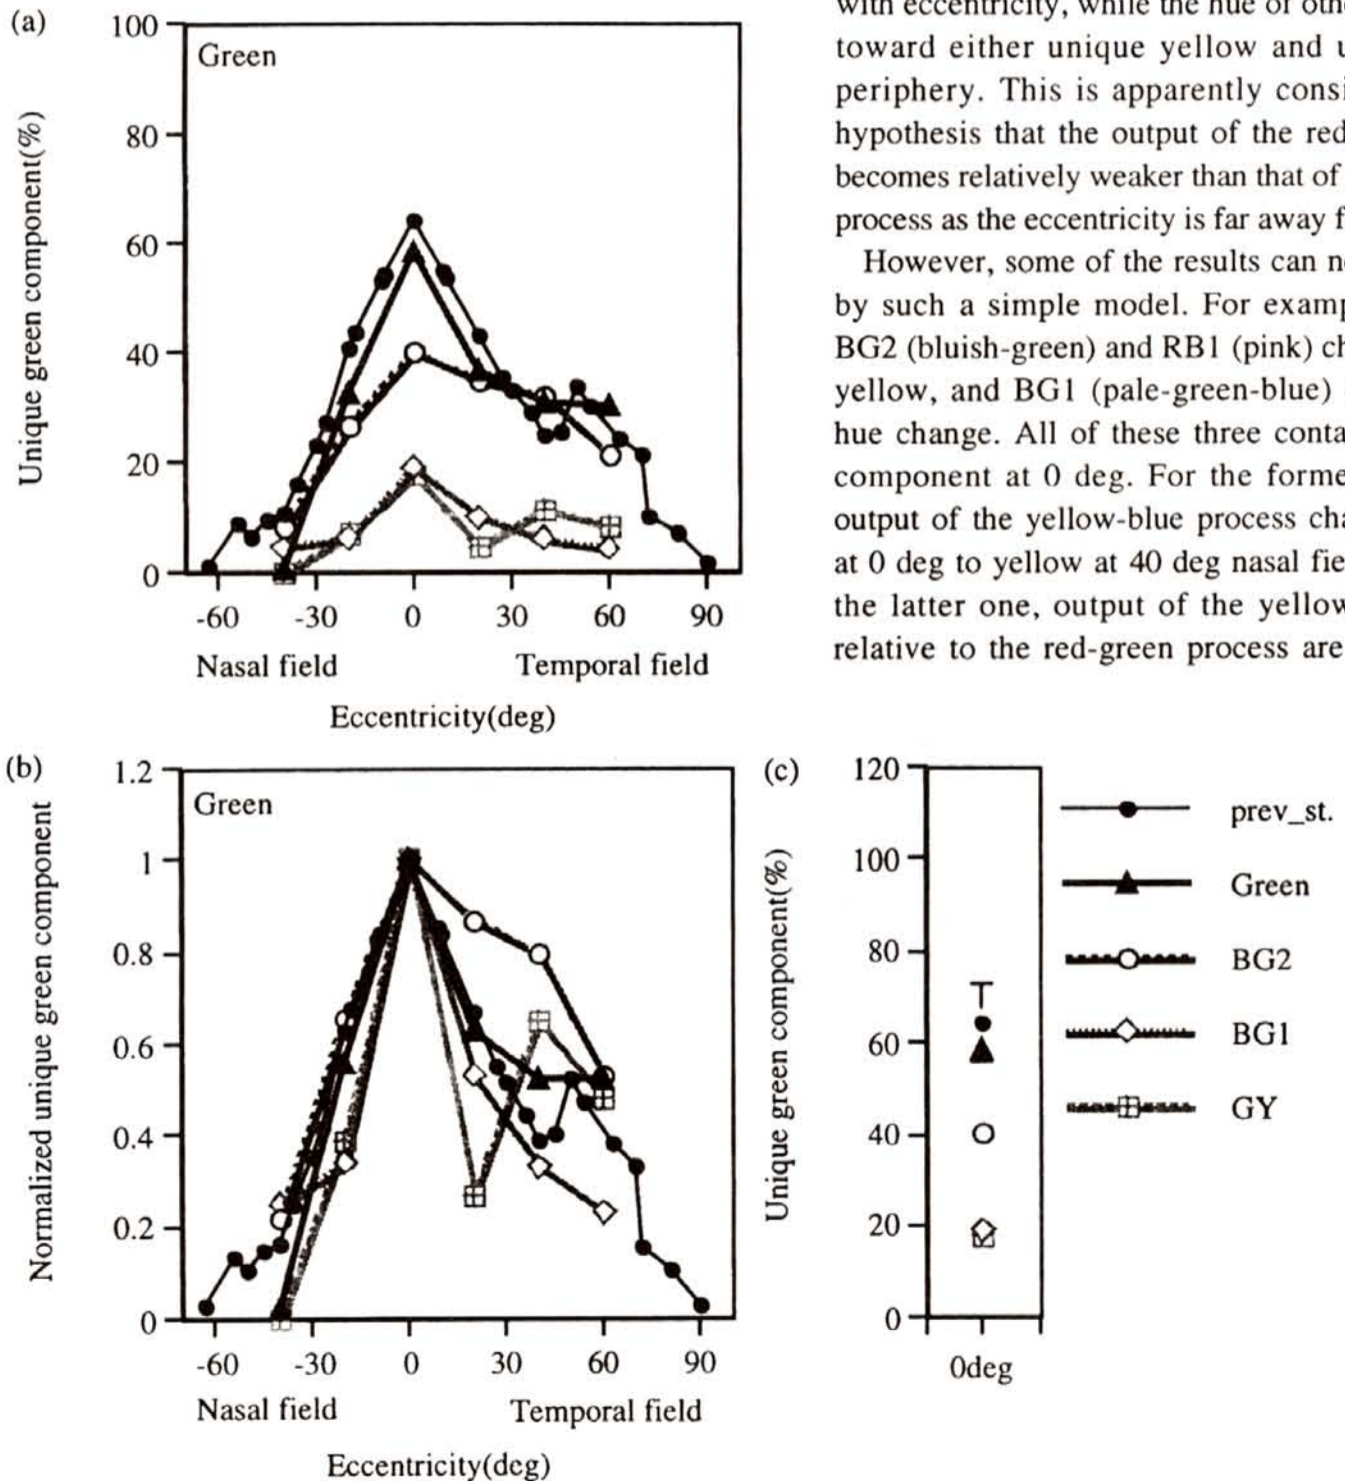 (a)
100
80
60
40
20
0
Unique green component(%)
Green
-60 -30 0 30 60 90
Nasal field Temporal field
Eccentricity(deg)
with eccentricity, while the hue of othe
toward either unique yellow and u
periphery. This is apparently consi
hypothesis that the output of the red
becomes relatively weaker than that of
process as the eccentricity is far away f
However, some of the results can no
by such a simple model. For examp
BG2 (bluish-green) and RB1 (pink) ch
yellow, and BG1 (pale-green-blue)
hue change. All of these three conta
component at 0 deg. For the forme
output of the yellow-blue process cha
at 0 deg to yellow at 40 deg nasal fie
the latter one, output of the yellow
relative to the red-green process are
(b)
1.2
1
0.8
0.6
0.4
0.2
0
Normalized unique green component
Green
-60 -30 0 30 60 90
Nasal field Temporal field
Eccentricity(deg)
(c)
120
100
80
60
40
20
0
Unique green component(%)
0deg
prev_st.
Green
BG2
BG1
GY